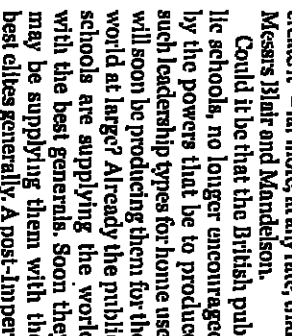 Messrs Blair and Mandelson.
Could it be that the British pub
lic schools, no longer encouraged
by the powers that be to produce
such leadership types for home use
will soon be producing them for the
world at large? Already the public
schools are supplying the world
with the best generals. Soon they
may be supplying them with the
best elites generally. A post-Imper